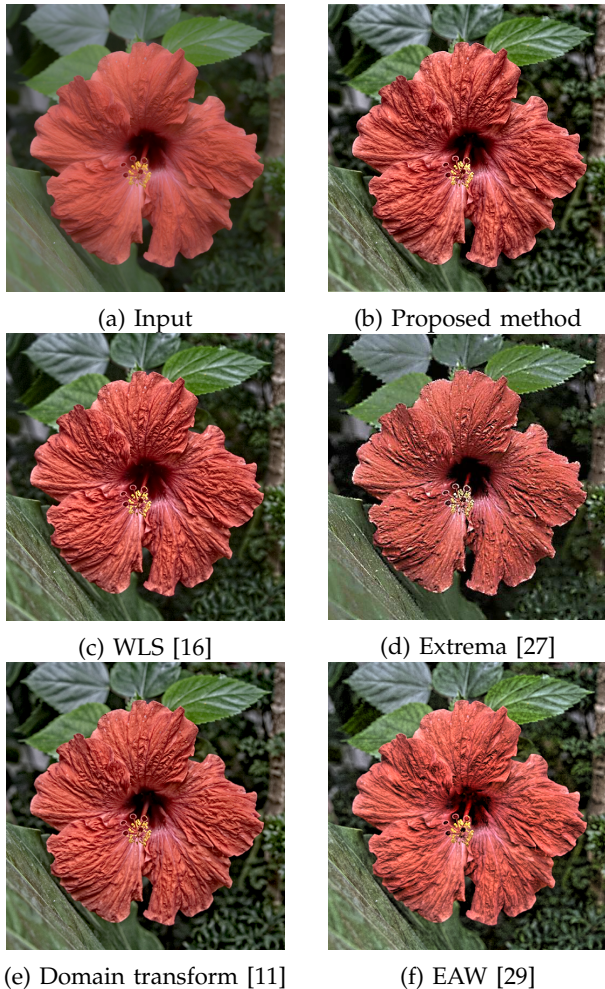 (a) Input
(b) Proposed method
(c) WLS [16]
(d) Extrema [27]
(e) Domain transform [11]
(f) EAW [29]